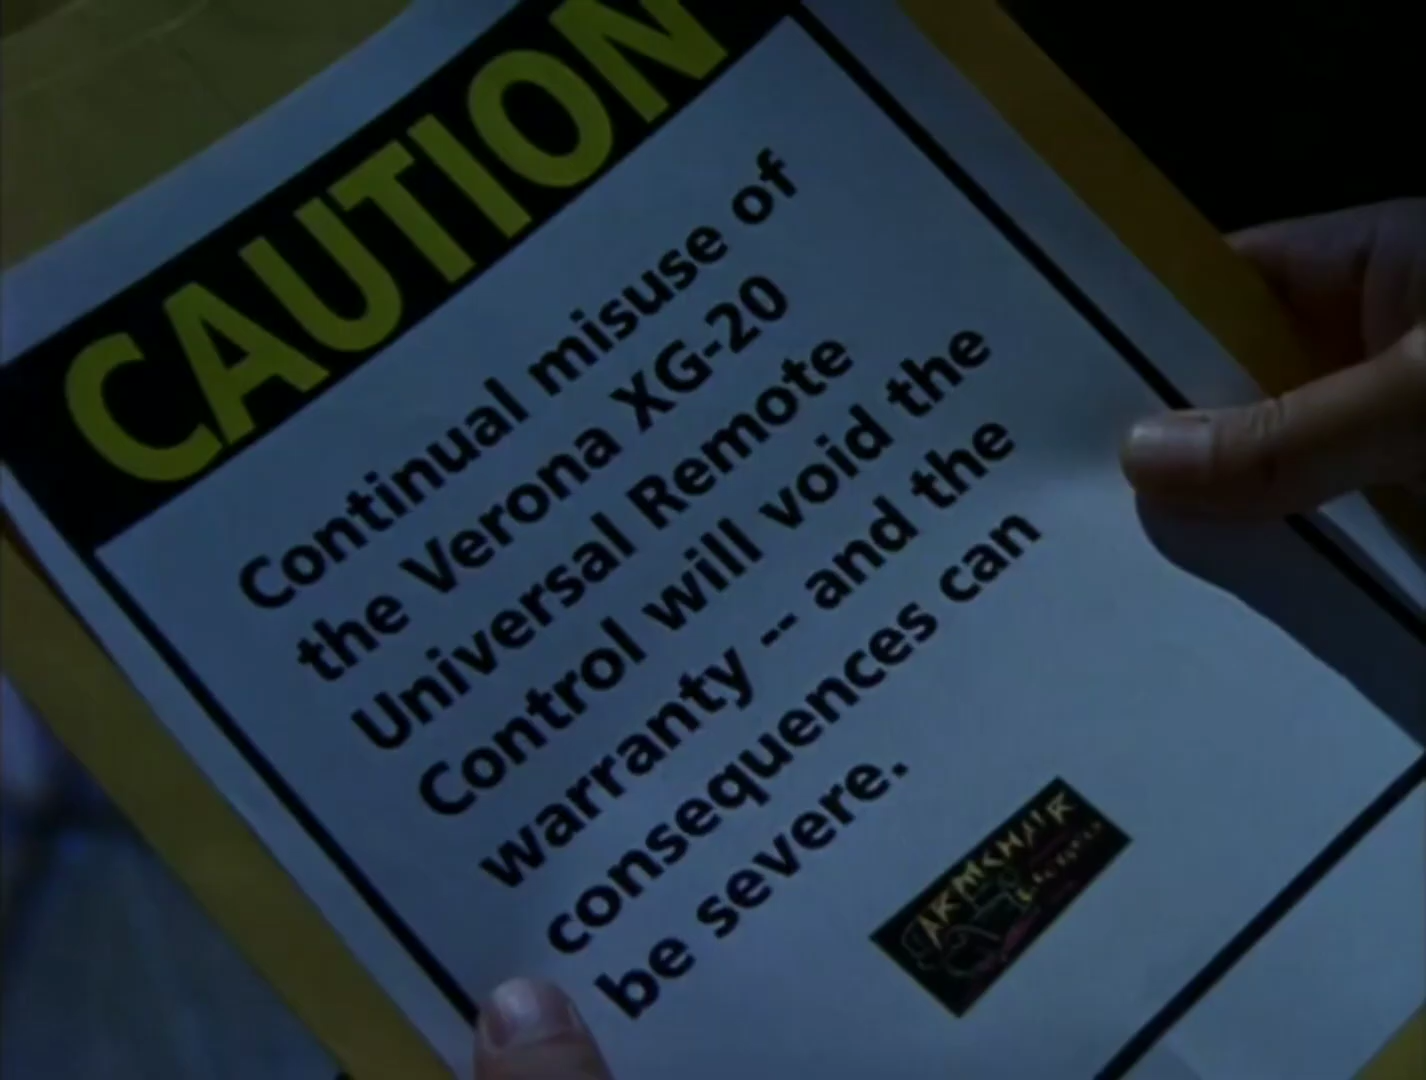 CAUTION
Continual misuse of
the Verona XG-20
Universal Remote
Control will void the
warranty -- and the
consequences can
be severe.
ARMCHAIR